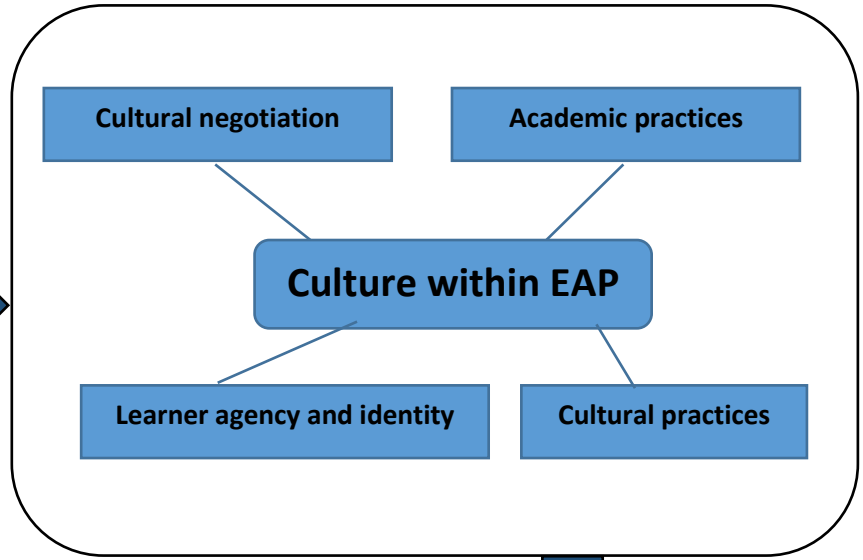 Cultural negotiation
Academic practices
Culture within EAP
Learner agency and identity
Cultural practices